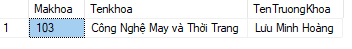 Makhoa Tenkhoa TenTruongKhoa
1 103 Công Nghệ May và Thời Trang Lưu Minh Hoàng